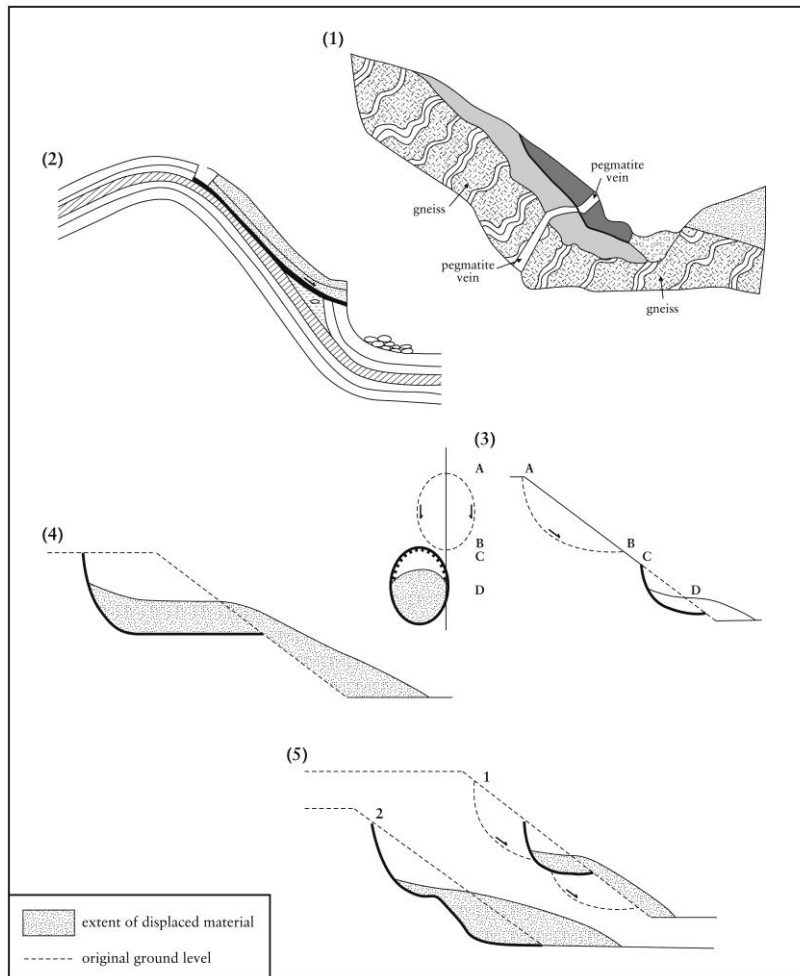 (1)
pegmatite
vein
gneiss
pegmatite
vein
gneiss
(2)
(3)
A
B
C
D
A
B
C
D
(4)
(5)
1
2
extent of displaced material
original ground level